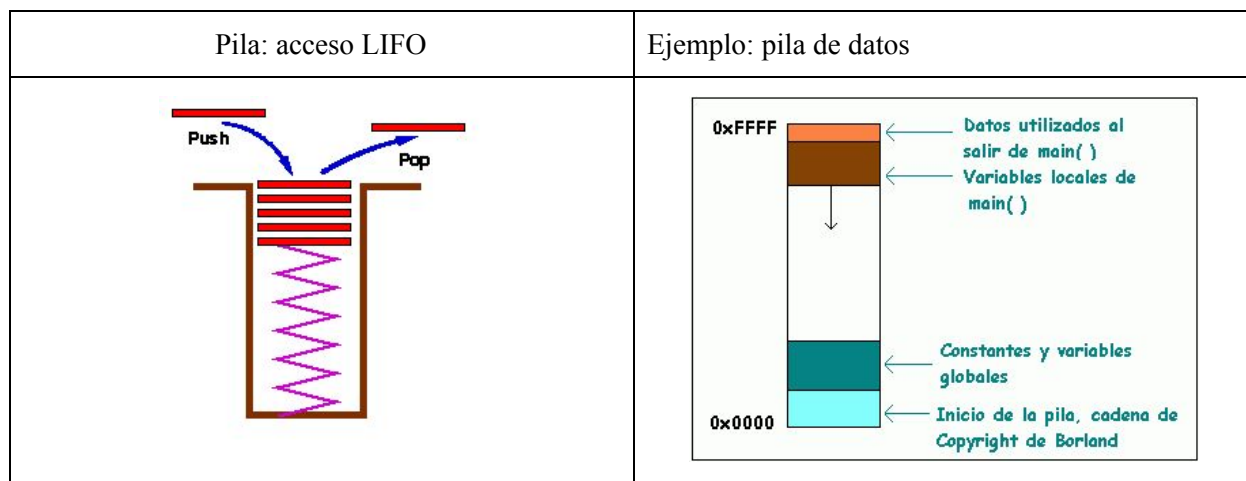 Pila: acceso LIFO
Ejemplo: pila de datos
Push
Pop
0xFFFF
Datos utilizados al
salir de main( )
Variables locales de
main( )
Constantes y variables
globales
0x0000
Inicio de la pila, cadena de
Copyright de Borland